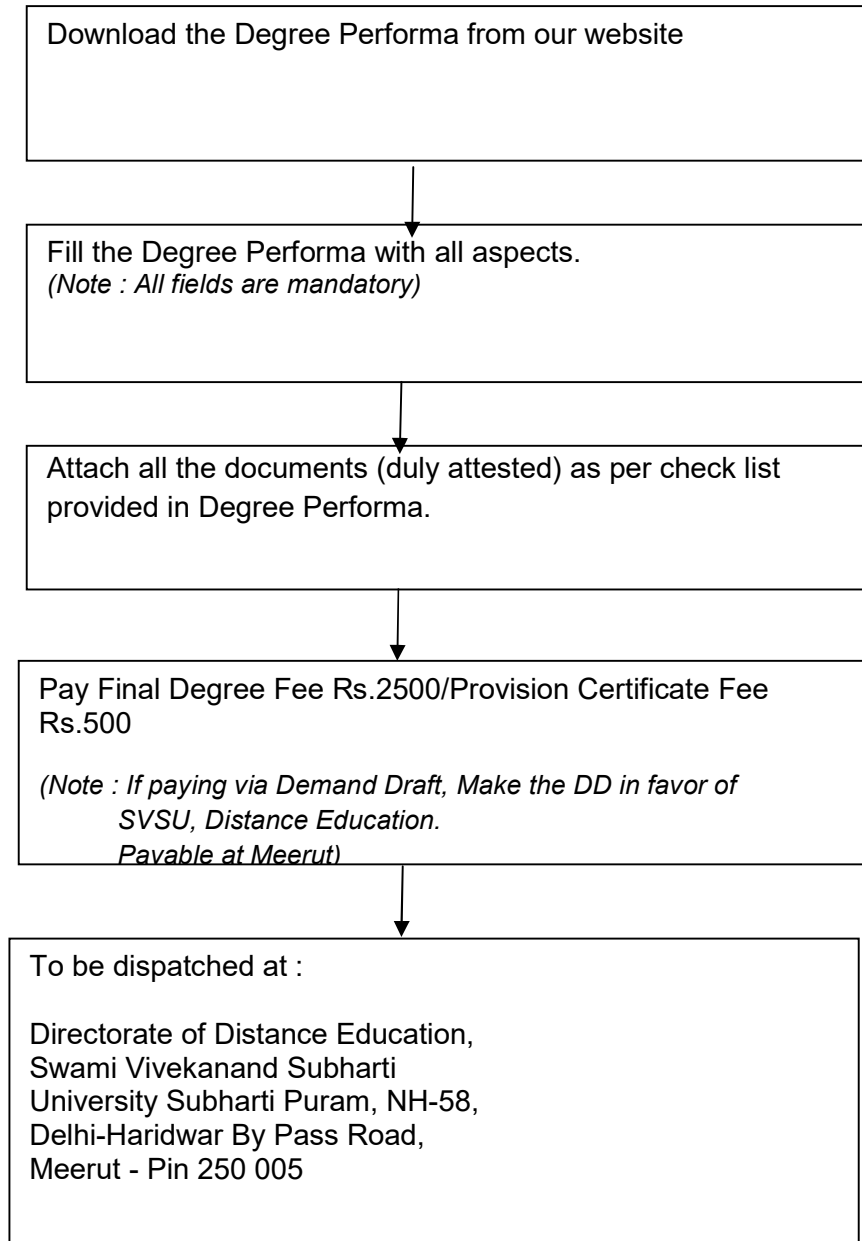 Download the Degree Performa from our website
Fill the Degree Performa with all aspects.
(Note : All fields are mandatory)
Attach all the documents (duly attested) as per check list
provided in Degree Performa.
Pay Final Degree Fee Rs.2500/Provision Certificate Fee
Rs.500
(Note : If paying via Demand Draft, Make the DD in favor of
SVSU, Distance Education.
Payable at Meerut)
To be dispatched at :
Directorate of Distance Education,
Swami Vivekanand Subharti
University Subharti Puram, NH-58,
Delhi-Haridwar By Pass Road,
Meerut - Pin 250 005